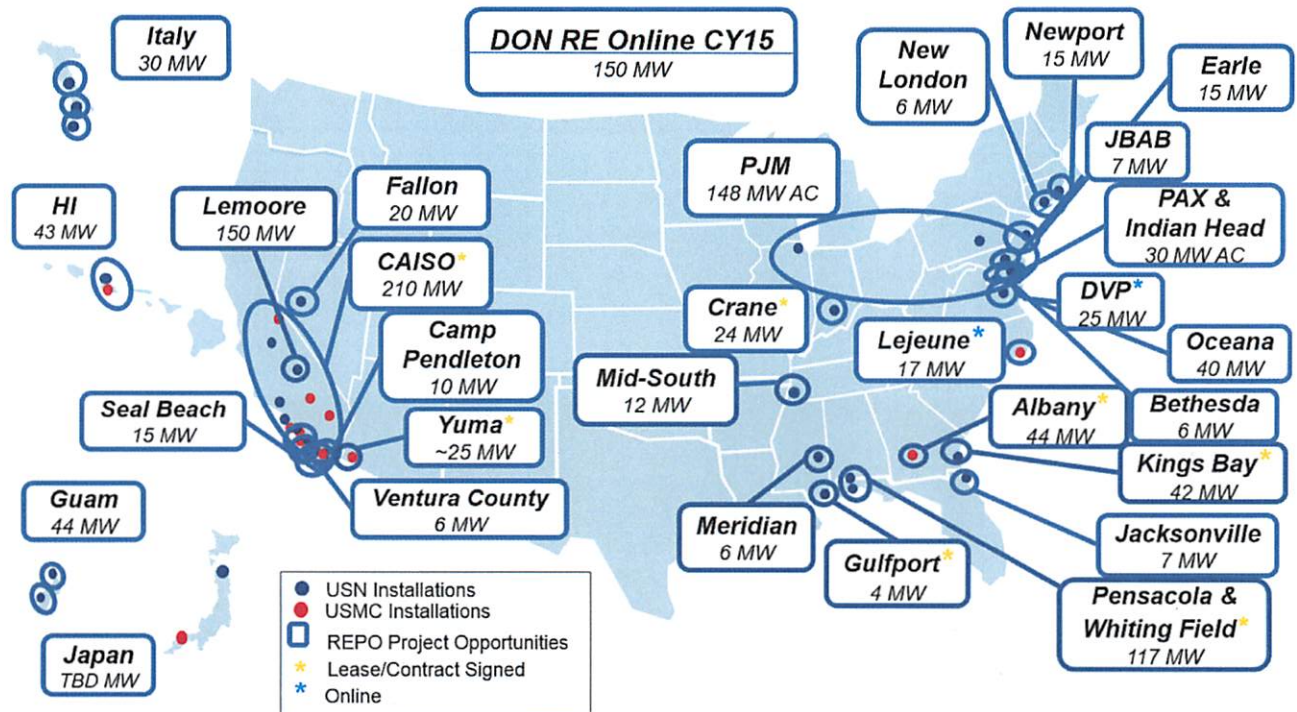 DON RE Online CY15
150 MW
Italy
30 MW
New
London
6 MW
Newport
15 MW
Earle
15 MW
JBAB
7 MW
PJM
148 MW AC
PAX &
Indian Head
30 MW AC
HI
43 MW
Lemoore
150 MW
Fallon
20 MW
CAISO*
210 MW
Crane*
24 MW
DVP*
25 MW
Lejeune*
17 MW
Oceana
40 MW
Camp
Pendleton
10 MW
Mid-South
12 MW
Seal Beach
15 MW
Yuma*
~25 MW
Albany*
44 MW
Bethesda
6 MW
Kings Bay*
42 MW
Guam
44 MW
Ventura County
6 MW
Meridian
6 MW
Gulfport*
4 MW
Jacksonville
7 MW
Pensacola &
Whiting Field*
117 MW
Japan
TBD MW
USN Installations
USMC Installations
REPO Project Opportunities
* Lease/Contract Signed
* Online